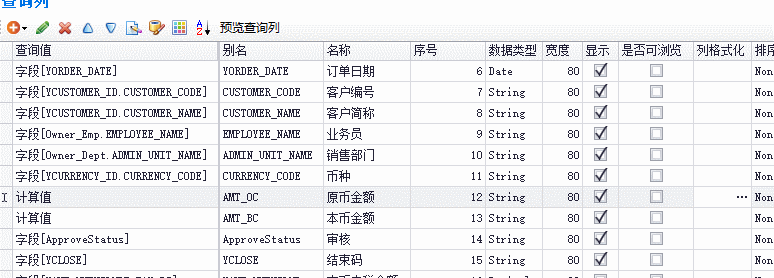 查询列
预览查询列
查询值 别名 名称 序号 数据类型 宽度 显示 是否可浏览 列格式化 排序
字段[YORDER_DATE] YORDER_DATE 订单日期 6 Date 80 Non
字段[YCUSTOMER_ID.CUSTOMER_CODE] CUSTOMER_CODE 客户编号 7 String 80 Non
字段[YCUSTOMER_ID.CUSTOMER_NAME] CUSTOMER_NAME 客户简称 8 String 80 Non
字段[Owner_Emp.EMPLOYEE_NAME] EMPLOYEE_NAME 业务员 9 String 80 Non
字段[Owner_Dept.ADMIN_UNIT_NAME] ADMIN_UNIT_NAME 销售部门 10 String 80 Non
字段[YCURRENCY_ID.CURRENCY_CODE] CURRENCY_CODE 币种 11 String 80 Non
计算值 AMT_OC 原币金额 12 String 80 ... Non
计算值 AMT_BC 本币金额 13 String 80 Non
字段[ApproveStatus] ApproveStatus 审核 14 String 80 Non
字段[YCLOSE] YCLOSE 结束码 15 String 80 Non